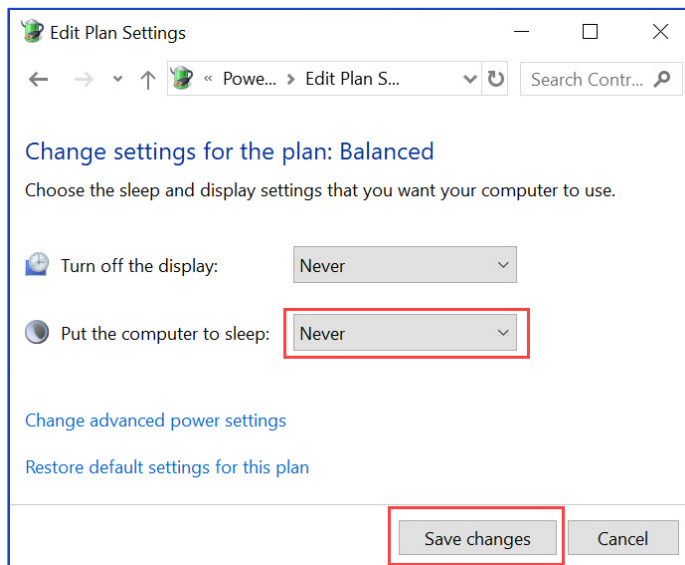 Edit Plan Settings
« Powe... > Edit Plan S... Search Contr...
Change settings for the plan: Balanced
Choose the sleep and display settings that you want your computer to use.
Turn off the display: Never
Put the computer to sleep: Never
Change advanced power settings
Restore default settings for this plan
Save changes Cancel